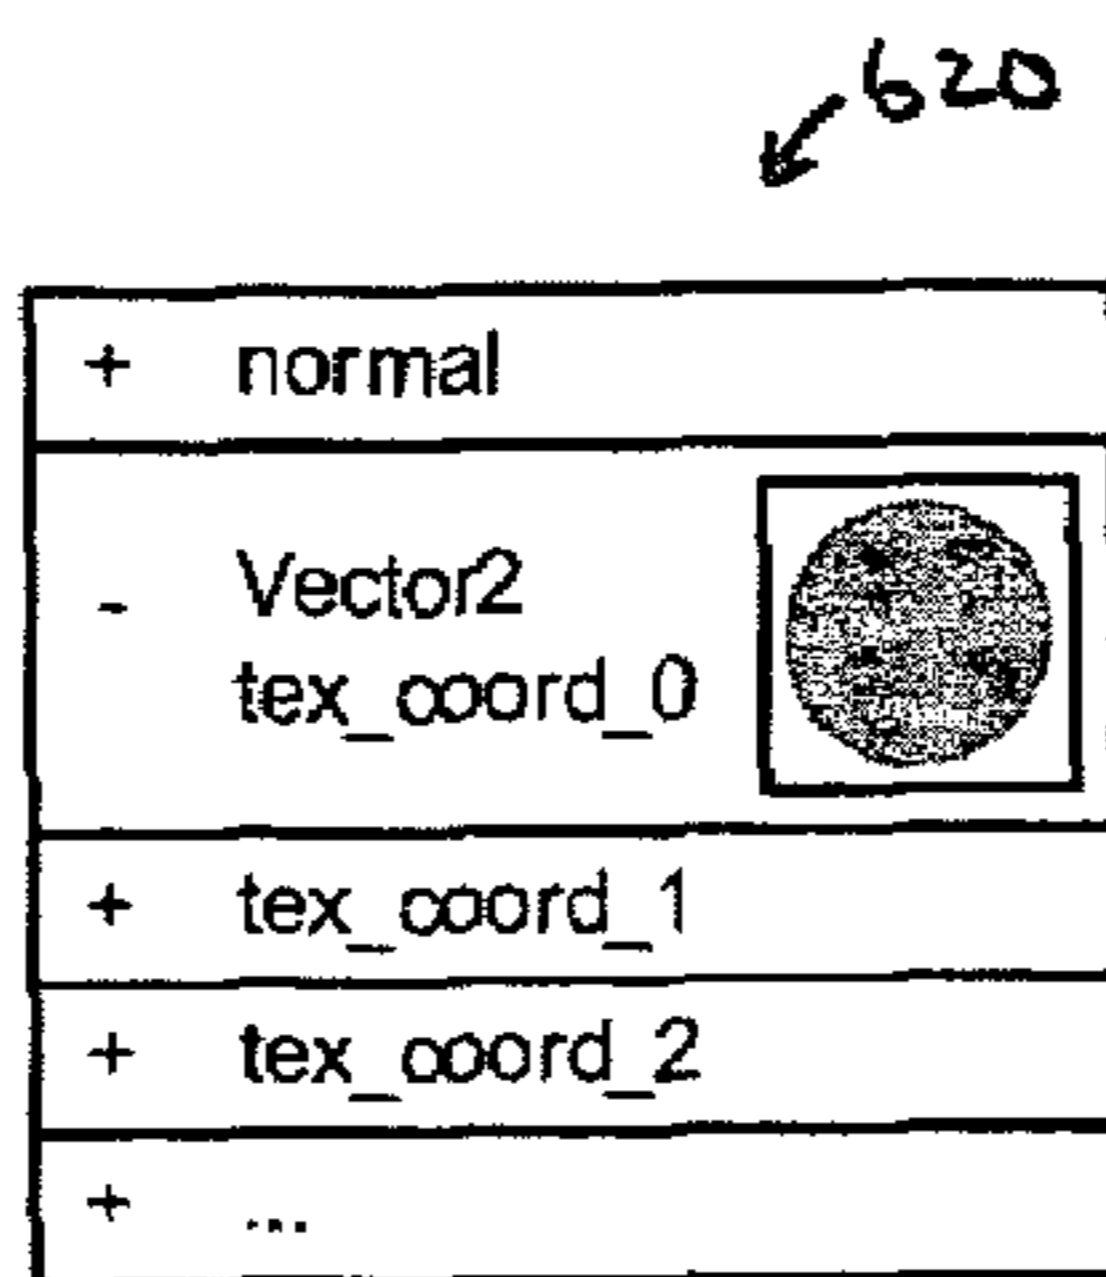 620
+ normal
- Vector2
tex_coord_0
+ tex_coord_1
+ tex_coord_2
+ ...